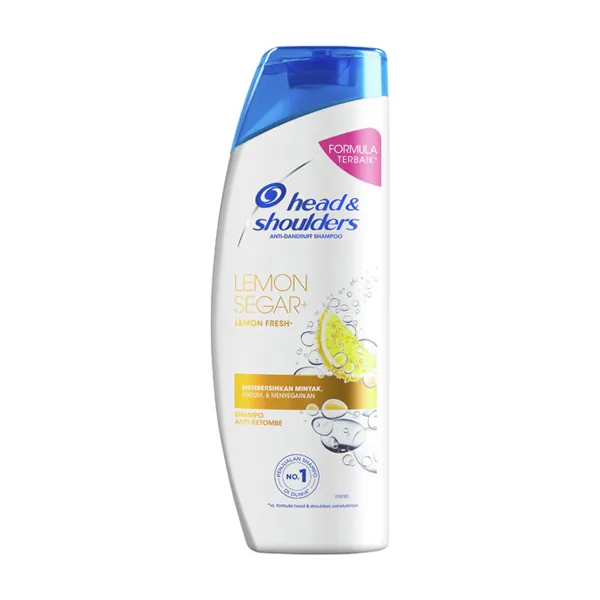 FORMULA
TERBAIK*
head &
shoulders
ANTI-DANDRUFF SHAMPOO
LEMON
SEGAR+
LEMON FRESH+
MEMBERSIHKAN MINYAK,
HARUM, & MENYEGARKAN
SHAMPO
ANTI-KETOMBE
PENJUALAN SHAMPO
NO.1
DI DUNIA^
*vs. formula head & shoulders sebelumnya